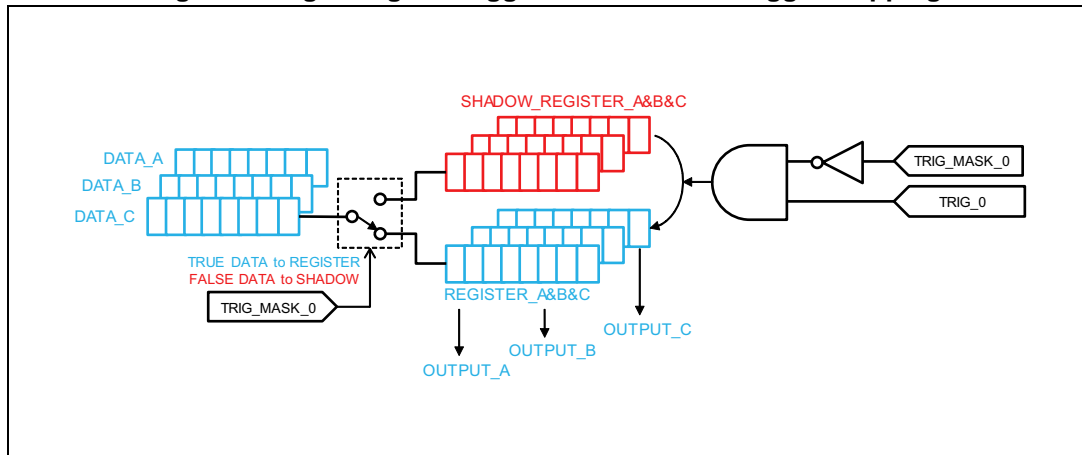 SHADOW_REGISTER_A&B&C
DATA_A
DATA_B
DATA_C
TRIG_MASK_0
TRIG_0
TRUE DATA to REGISTER
FALSE DATA to SHADOW
TRIG_MASK_0
REGISTER_A&B&C
OUTPUT_A
OUTPUT_B
OUTPUT_C